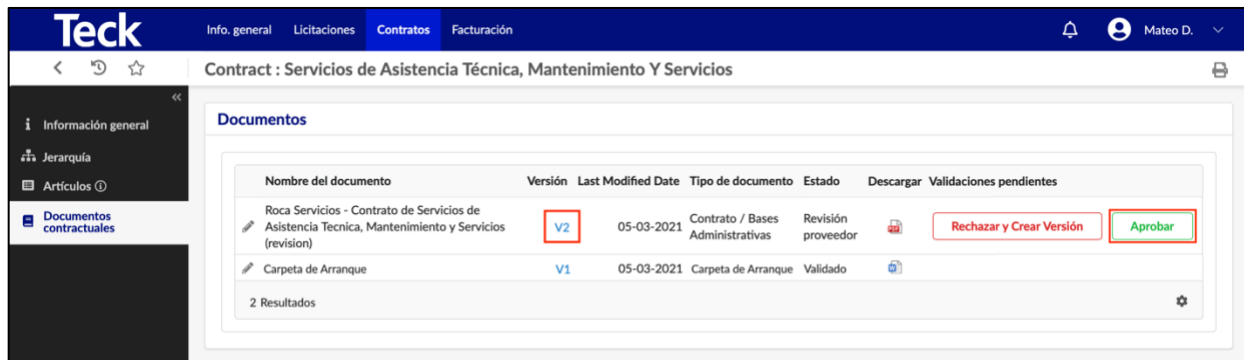 Teck
Info. general Licitaciones Contratos Facturación Mateo D.
Contract : Servicios de Asistencia Técnica, Mantenimiento Y Servicios
Información general
Jerarquía
Artículos
Documentos
contractuales
Documentos
Nombre del documento Versión Last Modified Date Tipo de documento Estado Descargar Validaciones pendientes
Roca Servicios - Contrato de Servicios de
Asistencia Tecnica, Mantenimiento y Servicios
(revision)
V2 05-03-2021
Contrato / Bases
Administrativas
Revisión
proveedor
Rechazar y Crear Versión Aprobar
Carpeta de Arranque V1 05-03-2021 Carpeta de Arranque Validado
2 Resultados